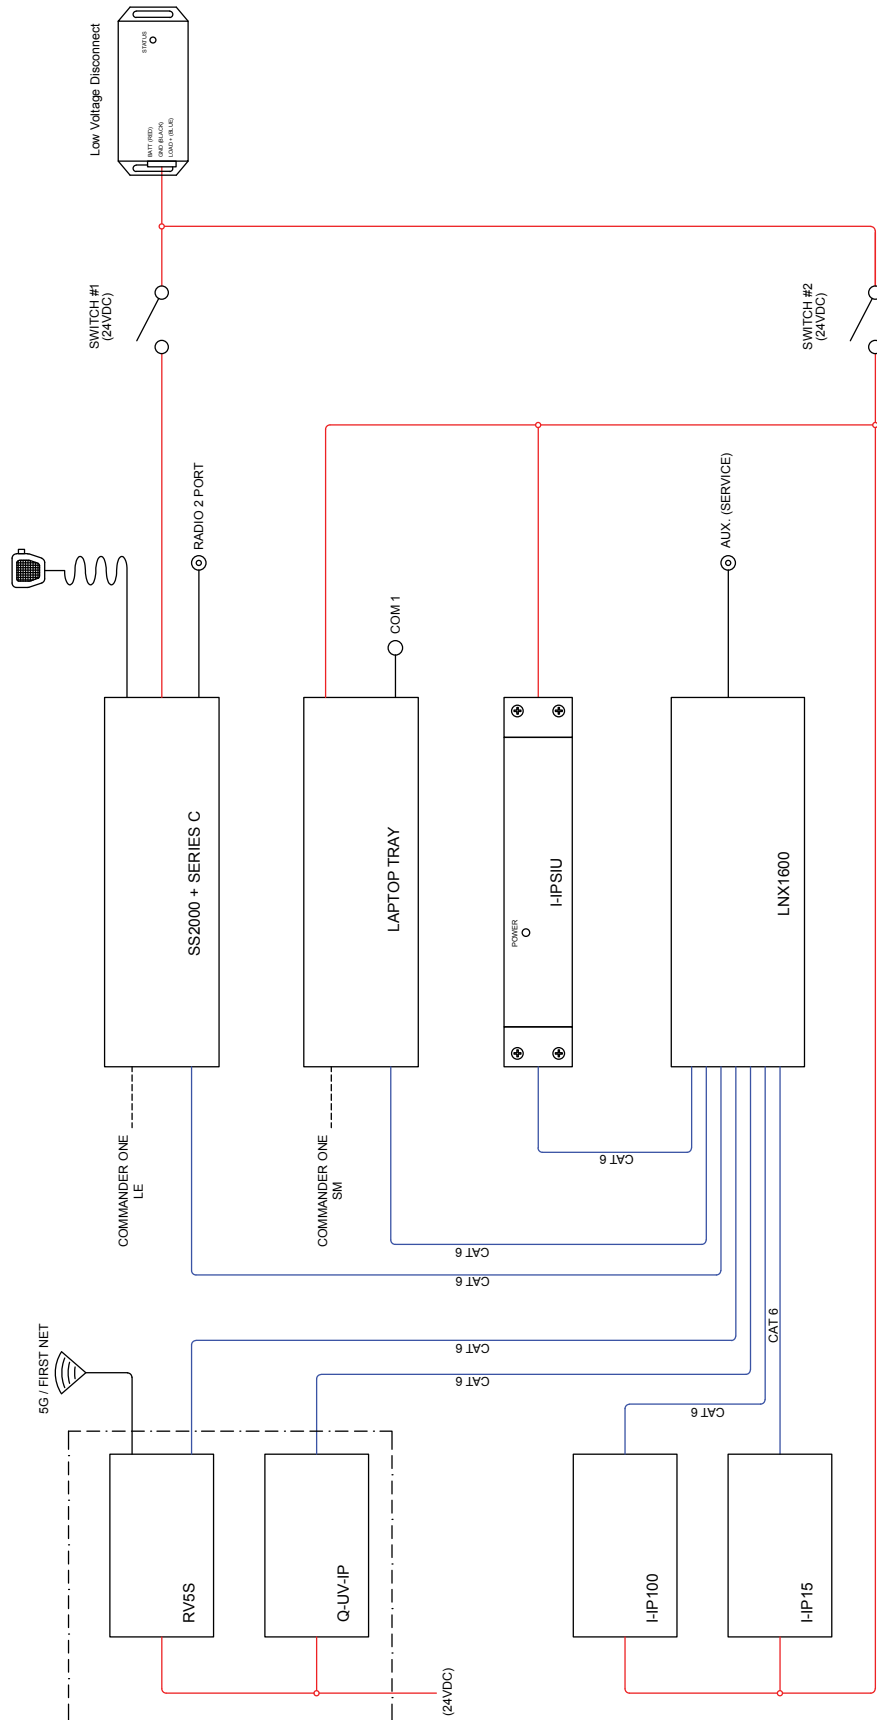 Low Voltage Disconnect
STATUS
BATT (RED)
GND (BLACK)
LOAD+ (BLUE)
SWITCH #1
(24VDC)
SWITCH #2
(24VDC)
RADIO 2 PORT
COM 1
AUX. (SERVICE)
SS2000 + SERIES C
LAPTOP TRAY
POWER
I-IPSIU
LNX1600
COMMANDER ONE
LE
COMMANDER ONE
SM
CAT 6
CAT 6
CAT 6
CAT 6
CAT 6
CAT 6
CAT 6
5G / FIRST NET
RV5S
Q-UV-IP
I-IP100
I-IP15
(24VDC)